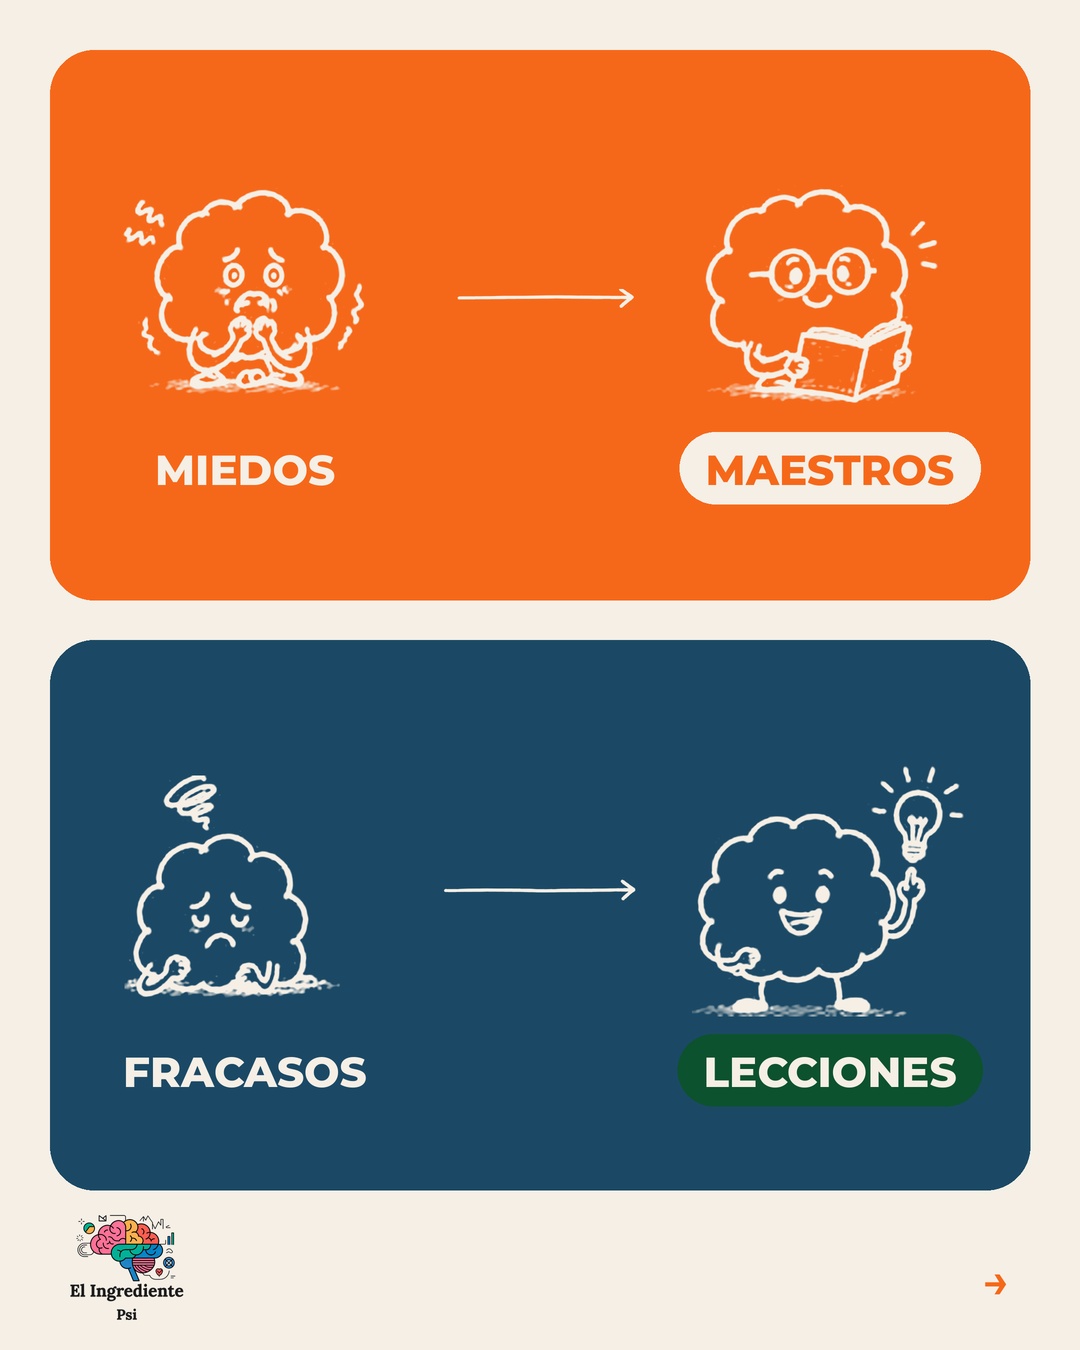 MIEDOS
MAESTROS
FRACASOS
LECCIONES
El Ingrediente
Psi